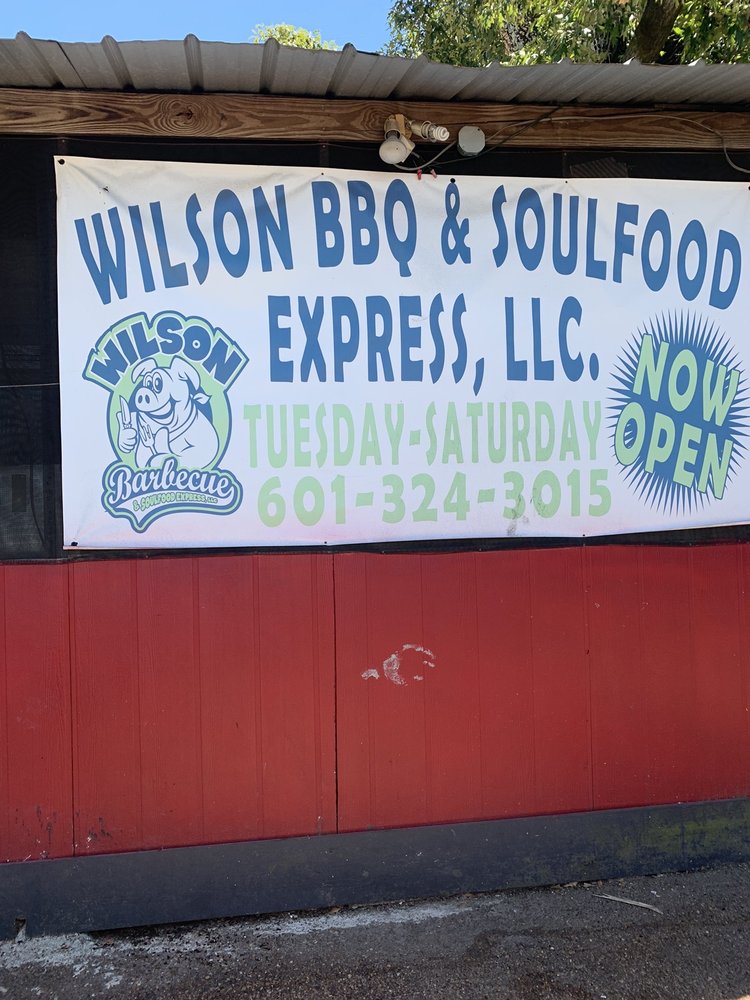 WILSON BBQ & SOULFOOD
EXPRESS, LLC.
TUESDAY-SATURDAY
601-324-3015
WILSON
Barbecue
& SOULFOOD EXPRESS, LLC
NOW
OPEN